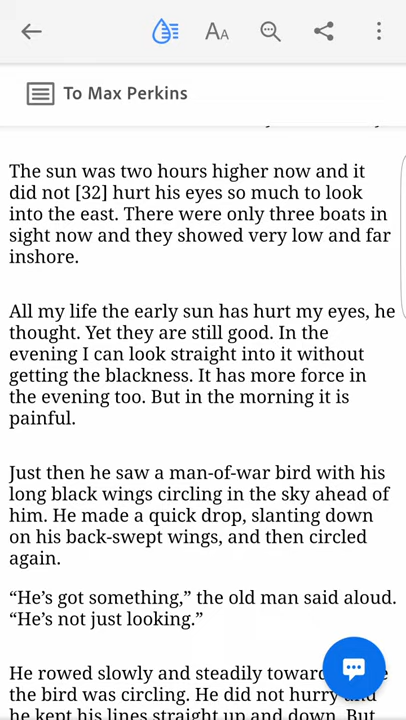 AA
To Max Perkins
The sun was two hours higher now and it
did not [32] hurt his eyes so much to look
into the east. There were only three boats in
sight now and they showed very low and far
inshore.
All my life the early sun has hurt my eyes, he
thought. Yet they are still good. In the
evening I can look straight into it without
getting the blackness. It has more force in
the evening too. But in the morning it is
painful.
Just then he saw a man-of-war bird with his
long black wings circling in the sky ahead of
him. He made a quick drop, slanting down
on his back-swept wings, and then circled
again.
“He’s got something,” the old man said aloud.
“He’s not just looking.”
He rowed slowly and steadily toward
the bird was circling. He did not hurry and
he kept his lines straight up and down. But